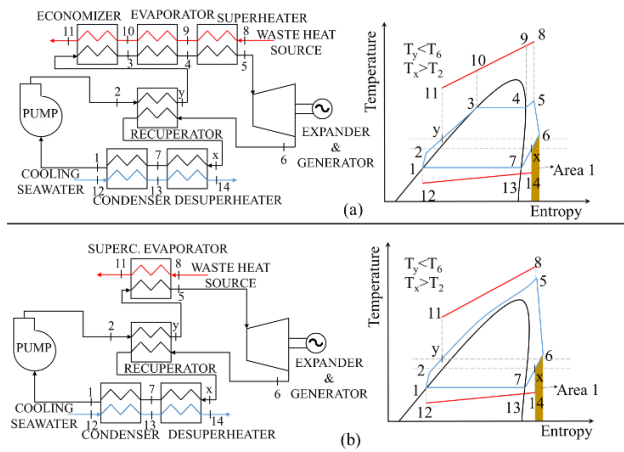 ECONOMIZER EVAPORATOR SUPERHEATER
11 10 9 8 WASTE HEAT
SOURCE
3 4 5
PUMP
2 y
RECUPERATOR
EXPANDER
&
GENERATOR
6
1 7 x
COOLING
SEAWATER
12 13 14
CONDENSER DESUPERHEATER
(a)
Temperature
Ty<T6
Tx>T2
9 8
10
11
3 4 5
y
2 6
x
1 7 Area 1
12 13 14
Entropy
SUPERC. EVAPORATOR
11 8 WASTE HEAT
SOURCE
5
PUMP
2 y
RECUPERATOR
EXPANDER
&
GENERATOR
6
1 7 x
COOLING
SEAWATER
12 13 14
CONDENSER DESUPERHEATER
(b)
Temperature
Ty<T6
Tx>T2
8
5
11
y
2 6
x
1 7 Area 1
12 13 14
Entropy